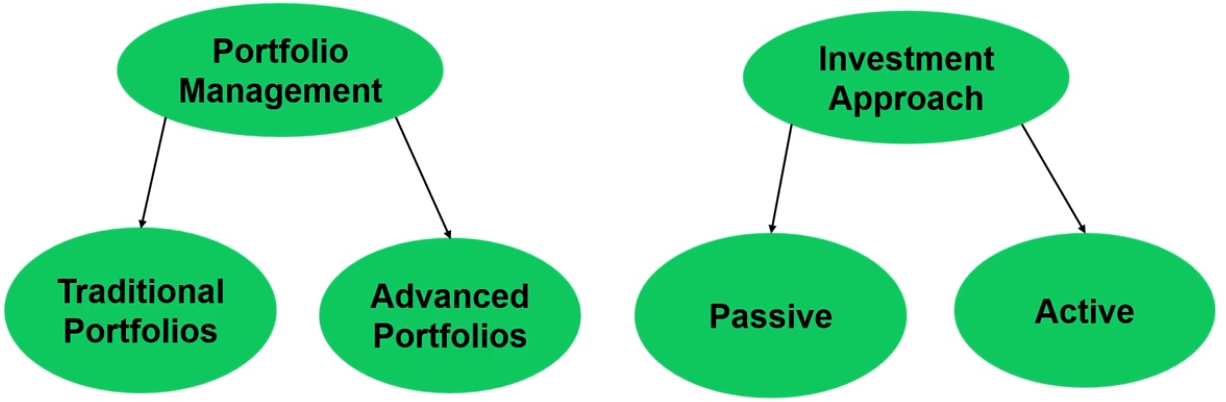 Portfolio
Management
Investment
Approach
Traditional
Portfolios
Advanced
Portfolios
Passive
Active